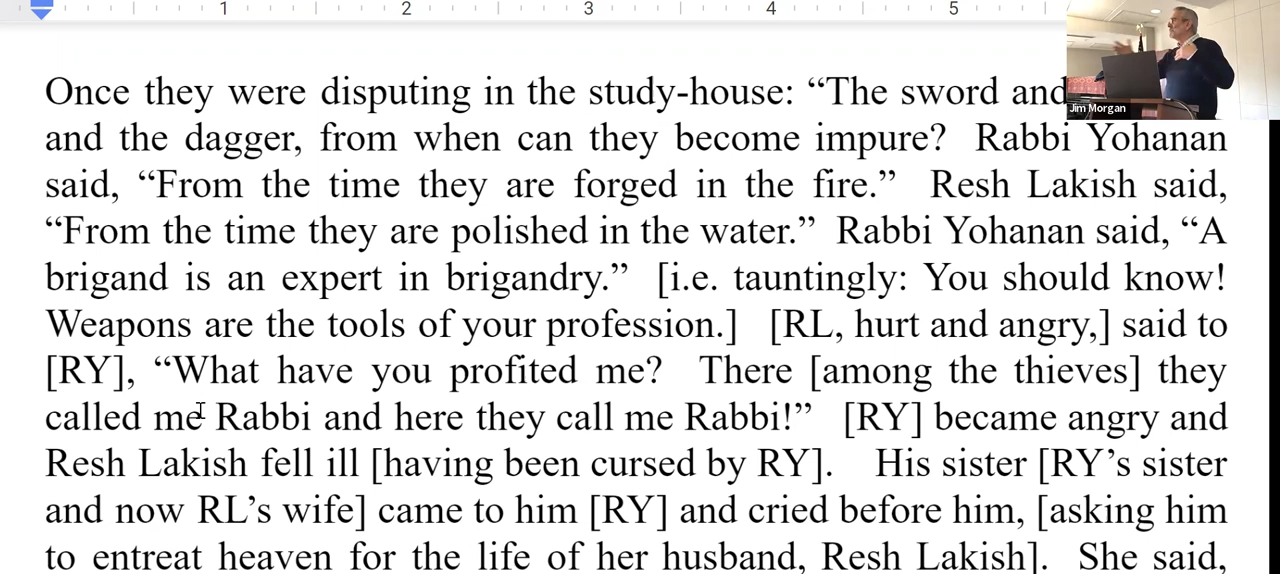 1 2 3 4 5
Jim Morgan
Once they were disputing in the study-house: “The sword and
and the dagger, from when can they become impure? Rabbi Yohanan
said, “From the time they are forged in the fire.” Resh Lakish said,
“From the time they are polished in the water.” Rabbi Yohanan said, “A
brigand is an expert in brigandry.” [i.e. tauntingly: You should know!
Weapons are the tools of your profession.] [RL, hurt and angry,] said to
[RY], “What have you profited me? There [among the thieves] they
called me Rabbi and here they call me Rabbi!” [RY] became angry and
Resh Lakish fell ill [having been cursed by RY]. His sister [RY’s sister
and now RL’s wife] came to him [RY] and cried before him, [asking him
to entreat heaven for the life of her husband, Resh Lakish]. She said,